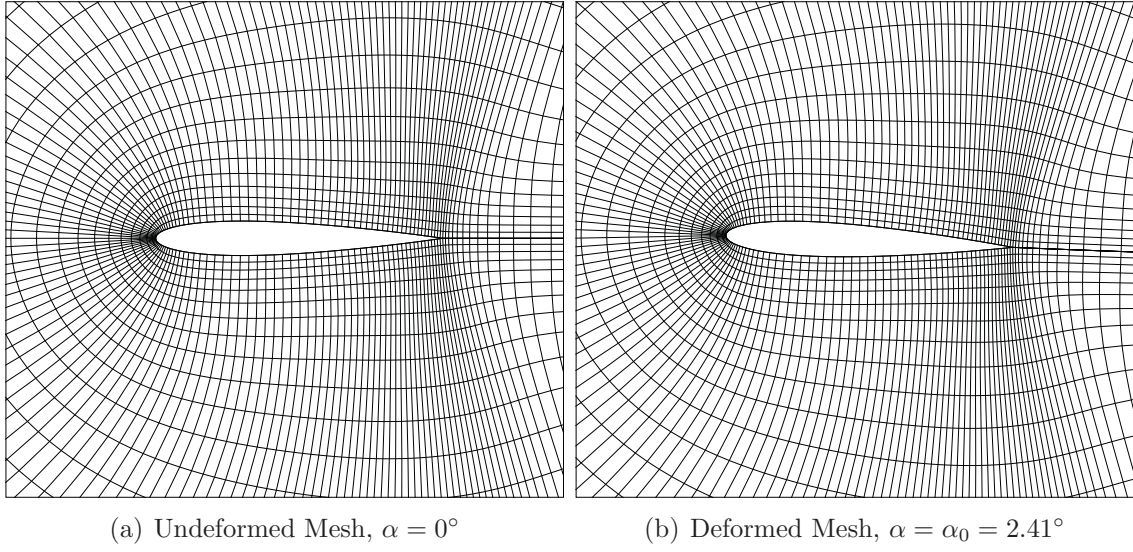 (a) Undeformed Mesh, α = 0°
(b) Deformed Mesh, α = α₀ = 2.41°